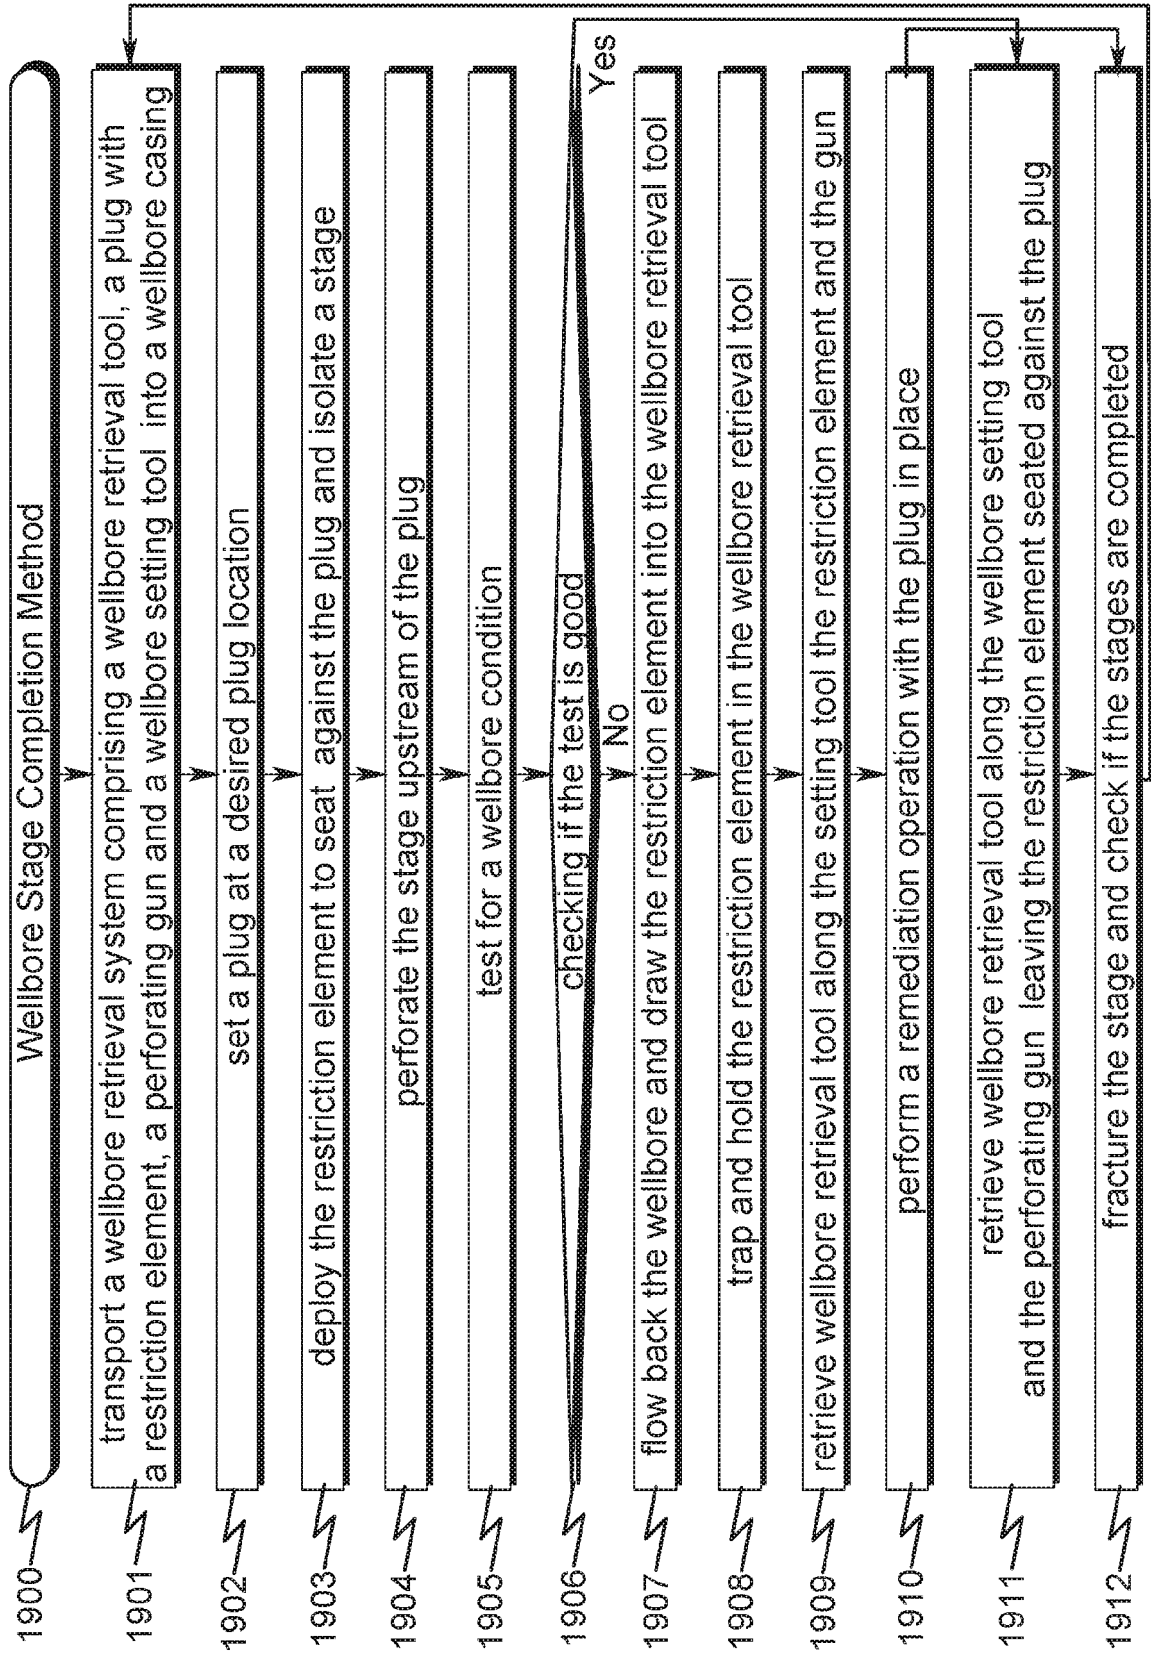 1900
Wellbore Stage Completion Method
1901
transport a wellbore retrieval system comprising a wellbore retrieval tool, a plug with
a restriction element, a perforating gun and a wellbore setting tool into a wellbore casing
1902
set a plug at a desired plug location
1903
deploy the restriction element to seat against the plug and isolate a stage
1904
perforate the stage upstream of the plug
1905
test for a wellbore condition
1906
checking if the test is good
Yes
No
1907
flow back the wellbore and draw the restriction element into the wellbore retrieval tool
1908
trap and hold the restriction element in the wellbore retrieval tool
1909
retrieve wellbore retrieval tool along the setting tool the restriction element and the gun
1910
perform a remediation operation with the plug in place
1911
retrieve wellbore retrieval tool along the wellbore setting tool
and the perforating gun leaving the restriction element seated against the plug
1912
fracture the stage and check if the stages are completed